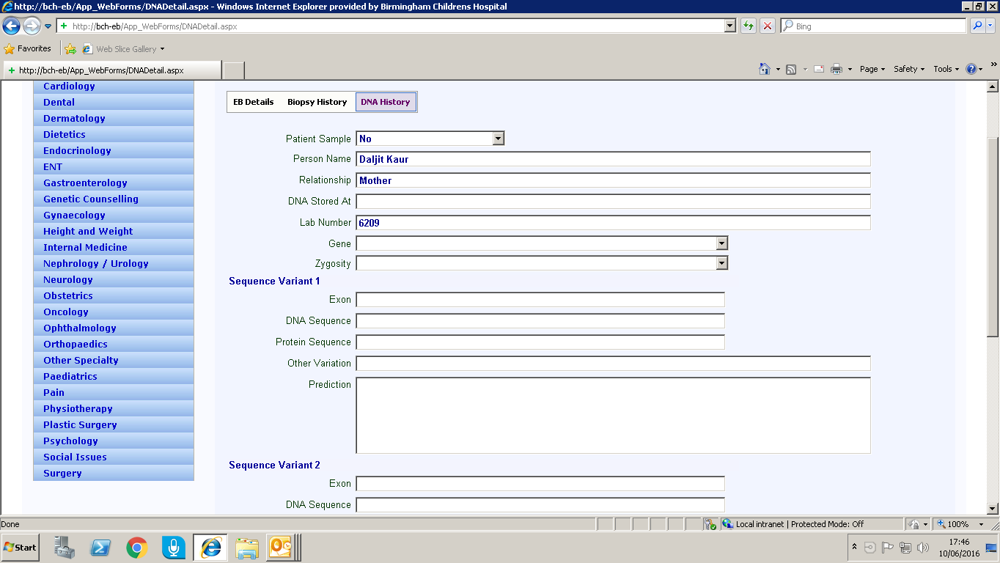 http://bch-eb/App_WebForms/DNADetail.aspx - Windows Internet Explorer provided by Birmingham Childrens Hospital
http://bch-eb/App_WebForms/DNADetail.aspx
Bing
Favorites
Web Slice Gallery
http://bch-eb/App_WebForms/DNADetail.aspx
Page
Safety
Tools
Cardiology
Dental
Dermatology
Dietetics
Endocrinology
ENT
Gastroenterology
Genetic Counselling
Gynaecology
Height and Weight
Internal Medicine
Nephrology / Urology
Neurology
Obstetrics
Oncology
Ophthalmology
Orthopaedics
Other Specialty
Paediatrics
Pain
Physiotherapy
Plastic Surgery
Psychology
Social Issues
Surgery
EB Details Biopsy History DNA History
Patient Sample No
Person Name Daljit Kaur
Relationship Mother
DNA Stored At
Lab Number 6209
Gene
Zygosity
Sequence Variant 1
Exon
DNA Sequence
Protein Sequence
Other Variation
Prediction
Sequence Variant 2
Exon
DNA Sequence
Done
Local intranet | Protected Mode: Off
100%
Start
17:46
10/06/2016